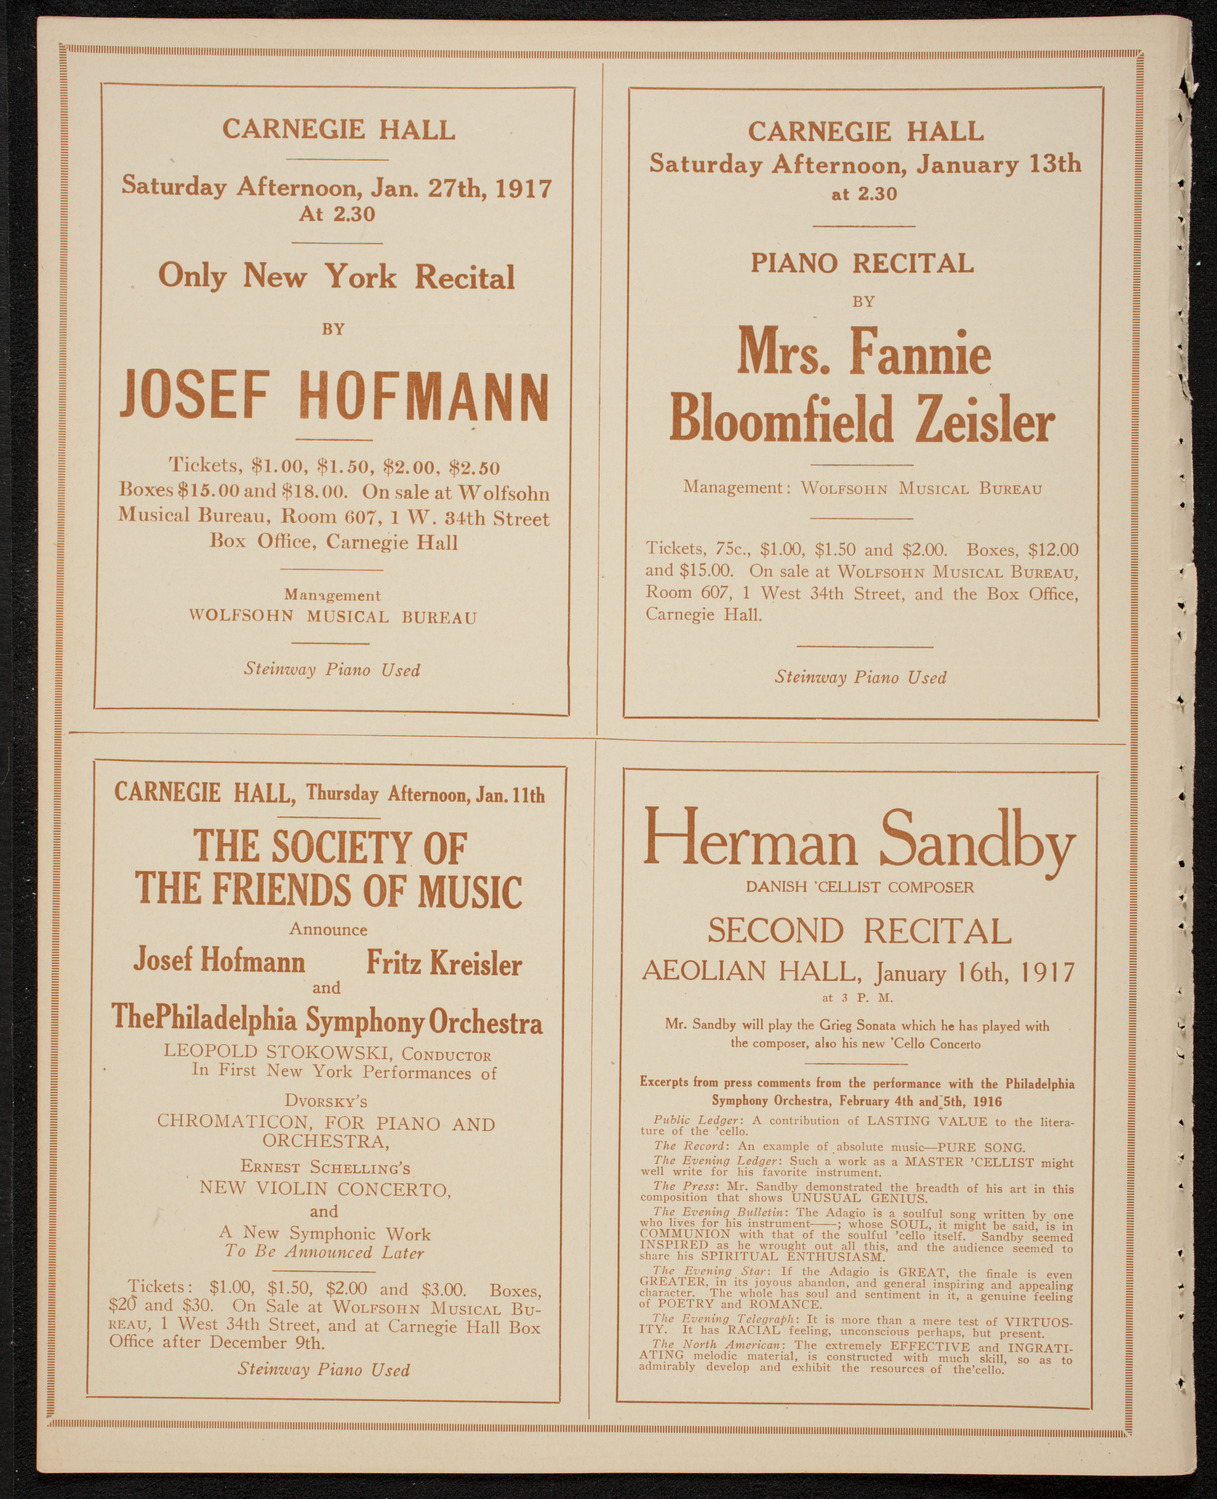 CARNEGIE HALL
Saturday Afternoon, Jan. 27th, 1917
At 2.30
Only New York Recital
BY
JOSEF HOFMANN
Tickets, $1.00, $1.50, $2.00, $2.50
Boxes $15.00 and $18.00. On sale at Wolfsohn
Musical Bureau, Room 607, 1 W. 34th Street
Box Office, Carnegie Hall
Management
WOLFSOHN MUSICAL BUREAU
Steinway Piano Used
CARNEGIE HALL
Saturday Afternoon, January 13th
at 2.30
PIANO RECITAL
BY
Mrs. Fannie
Bloomfield Zeisler
Management: WOLFSOHN MUSICAL BUREAU
Tickets, 75c., $1.00, $1.50 and $2.00. Boxes, $12.00
and $15.00. On sale at WOLFSOHN MUSICAL BUREAU,
Room 607, 1 West 34th Street, and the Box Office,
Carnegie Hall.
Steinway Piano Used
CARNEGIE HALL, Thursday Afternoon, Jan. 11th
THE SOCIETY OF
THE FRIENDS OF MUSIC
Announce
Josef Hofmann Fritz Kreisler
and
ThePhiladelphia Symphony Orchestra
LEOPOLD STOKOWSKI, CONDUCTOR
In First New York Performances of
DVORSKY'S
CHROMATICON, FOR PIANO AND
ORCHESTRA,
ERNEST SCHELLING'S
NEW VIOLIN CONCERTO,
and
A New Symphonic Work
To Be Announced Later
Tickets: $1.00, $1.50, $2.00 and $3.00. Boxes,
$20 and $30. On Sale at WOLFSOHN MUSICAL BU-
REAU, 1 West 34th Street, and at Carnegie Hall Box
Office after December 9th.
Steinway Piano Used
Herman Sandby
DANISH 'CELLIST COMPOSER
SECOND RECITAL
AEOLIAN HALL, January 16th, 1917
at 3 P. M.
Mr. Sandby will play the Grieg Sonata which he has played with
the composer, also his new 'Cello Concerto
Excerpts from press comments from the performance with the Philadelphia
Symphony Orchestra, February 4th and 5th, 1916
Public Ledger: A contribution of LASTING VALUE to the litera-
ture of the 'cello.
The Record: An example of absolute music—PURE SONG.
The Evening Ledger: Such a work as a MASTER 'CELLIST might
well write for his favorite instrument.
The Press: Mr. Sandby demonstrated the breadth of his art in this
composition that shows UNUSUAL GENIUS.
The Evening Bulletin: The Adagio is a soulful song written by one
who lives for his instrument——; whose SOUL, it might be said, is in
COMMUNION with that of the soulful 'cello itself. Sandby seemed
INSPIRED as he wrought out all this, and the audience seemed to
share his SPIRITUAL ENTHUSIASM.
The Evening Star: If the Adagio is GREAT, the finale is even
GREATER, in its joyous abandon, and general inspiring and appealing
character. The whole has soul and sentiment in it, a genuine feeling
of POETRY and ROMANCE.
The Evening Telegraph: It is more than a mere test of VIRTUOS-
ITY. It has RACIAL feeling, unconscious perhaps, but present.
The North American: The extremely EFFECTIVE and INGRATI-
ATING melodic material, is constructed with much skill, so as to
admirably develop and exhibit the resources of the'cello.